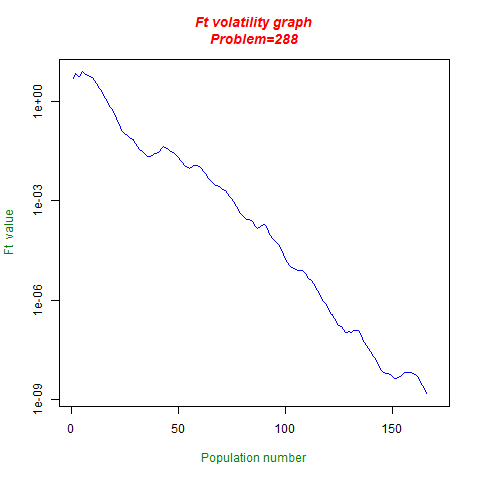 Ft volatility graph
Problem=288
1e+00
1e-03
1e-06
1e-09
Ft value
0 50 100 150
Population number